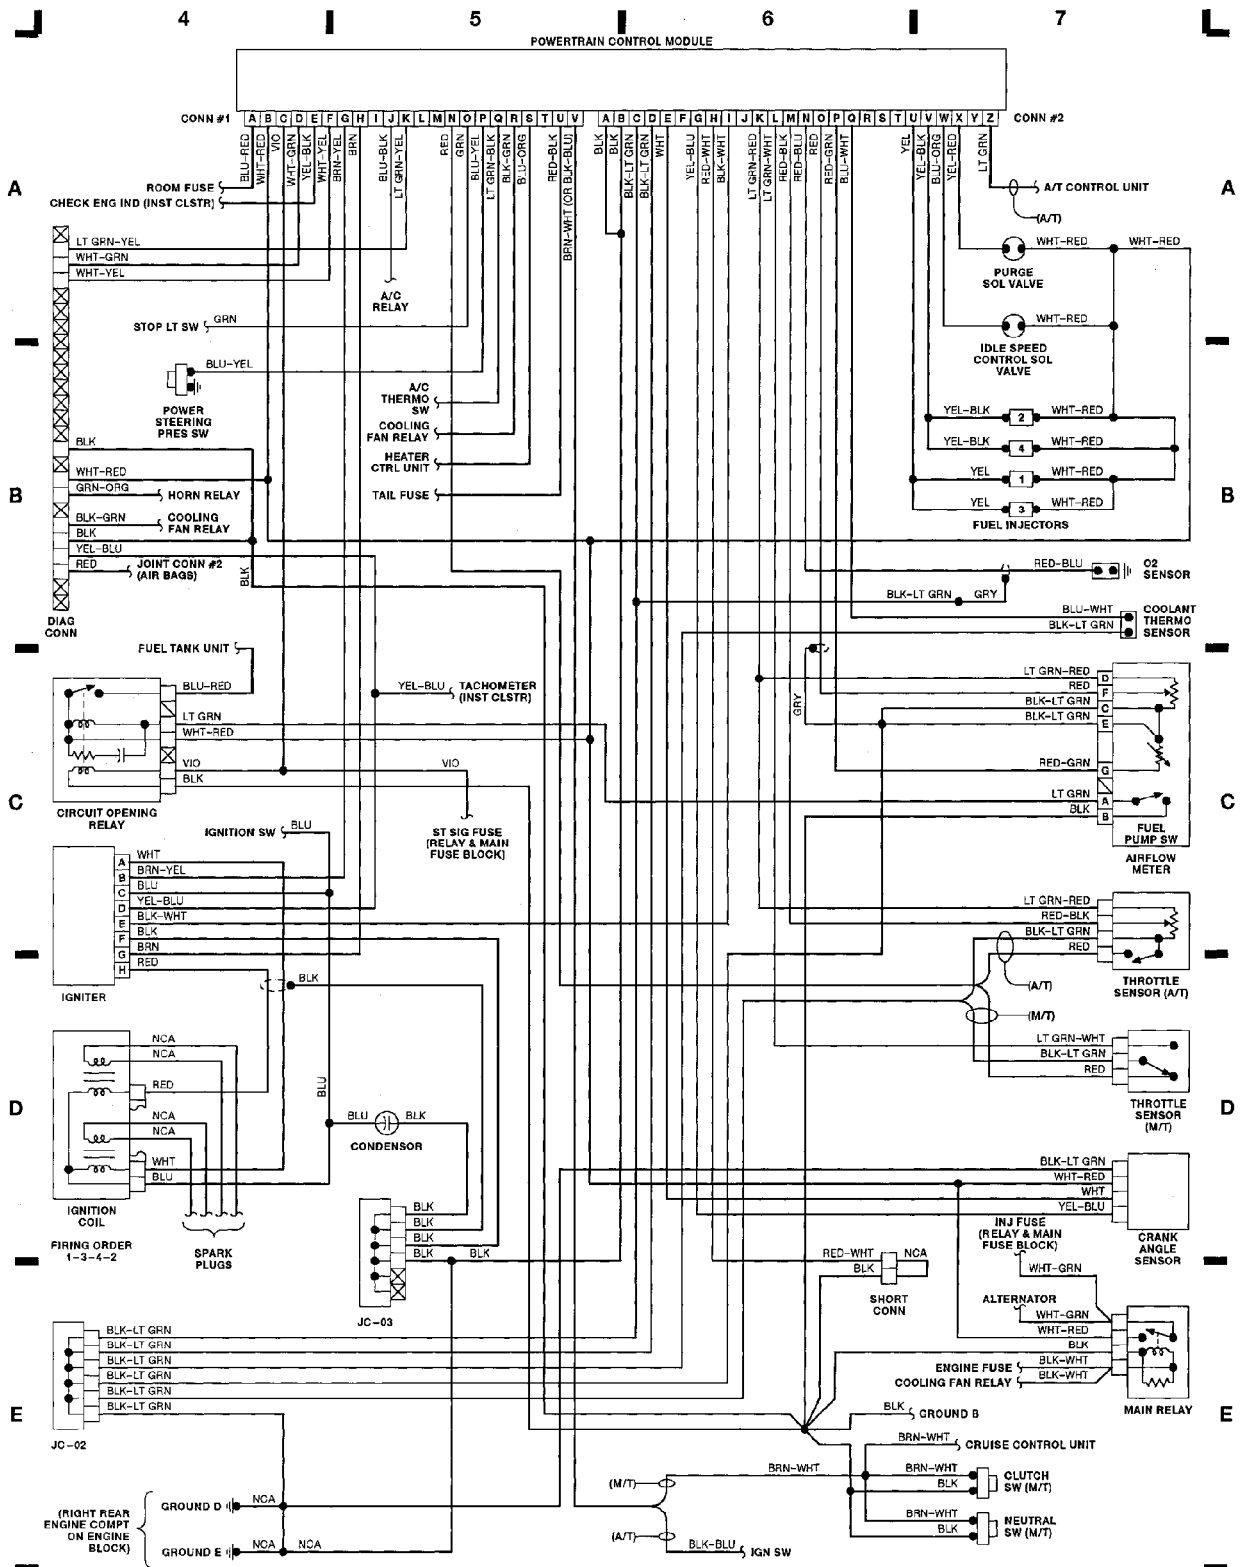 4 5 6 7
POWERTRAIN CONTROL MODULE
CONN #1 A B C D E F G H I J K L M N O P Q R S T U V A B C D E F G H I J K L M N O P Q R S T U V W X Y Z CONN #2
BLU-RED
WHT-RED
VIO
WHT-GRN
YEL-BLK
WHT-YEL
BRN-YEL
BRN
BLU-BLK
LT GRN-YEL
RED
GRN
BLU-YEL
LT GRN-BLK
BLK-GRN
BLU-ORG
RED-BLK
BRN-WHT (OR BLK-BLU)
BLK
BLK
BLK-LT GRN
BLK-LT GRN
WHT
YEL-BLU
RED-WHT
BLK-WHT
LT GRN-RED
LT GRN-WHT
RED-BLK
RED-BLU
RED
RED-GRN
BLU-WHT
YEL
YEL-BLK
BLU-ORG
YEL-RED
LT GRN
A
A
ROOM FUSE
CHECK ENG IND (INST CLSTR)
A/T CONTROL UNIT
(A/T)
LT GRN-YEL
WHT-GRN
WHT-YEL
A/C
RELAY
WHT-RED WHT-RED
PURGE
SOL VALVE
STOP LT SW GRN
WHT-RED
IDLE SPEED
CONTROL SOL
VALVE
BLU-YEL
POWER
STEERING
PRES SW
A/C
THERMO
SW
COOLING
FAN RELAY
HEATER
CTRL UNIT
TAIL FUSE
YEL-BLK 2 WHT-RED
YEL-BLK 4 WHT-RED
YEL 1 WHT-RED
YEL 3 WHT-RED
FUEL INJECTORS
B
B
BLK
WHT-RED
GRN-ORG HORN RELAY
BLK-GRN COOLING
FAN RELAY
BLK
YEL-BLU
RED JOINT CONN #2
(AIR BAGS)
BLK
DIAG
CONN
RED-BLU O2
SENSOR
BLK-LT GRN GRY
BLU-WHT
BLK-LT GRN
COOLANT
THERMO
SENSOR
FUEL TANK UNIT
BLU-RED
YEL-BLU TACHOMETER
(INST CLSTR)
LT GRN
WHT-RED
VIO VIO
BLK
CIRCUIT OPENING
RELAY
GRY
LT GRN-RED D
RED F
BLK-LT GRN C
BLK-LT GRN E
RED-GRN G
LT GRN A
BLK B
FUEL
PUMP SW
AIRFLOW
METER
C
C
IGNITION SW BLU
ST SIG FUSE
(RELAY & MAIN
FUSE BLOCK)
A WHT
B BRN-YEL
C BLU
D YEL-BLU
E BLK-WHT
F BLK
G BRN
H RED
IGNITER
BLK
LT GRN-RED
RED-BLK
BLK-LT GRN
RED
THROTTLE
SENSOR (A/T)
(A/T)
(M/T)
NCA
NCA
RED
NCA
NCA
WHT
BLU
IGNITION
COIL
FIRING ORDER
1-3-4-2
SPARK
PLUGS
BLU
BLU BLK
CONDENSOR
LT GRN-WHT
BLK-LT GRN
RED
THROTTLE
SENSOR
(M/T)
D
D
BLK-LT GRN
WHT-RED
WHT
YEL-BLU
CRANK
ANGLE
SENSOR
BLK
BLK
BLK
BLK BLK
JC-03
INJ FUSE
(RELAY & MAIN
FUSE BLOCK)
RED-WHT NCA
BLK
SHORT
CONN
WHT-GRN
ALTERNATOR
WHT-GRN
WHT-RED
BLK
ENGINE FUSE BLK-WHT
COOLING FAN RELAY BLK-WHT
MAIN RELAY
BLK-LT GRN
BLK-LT GRN
BLK-LT GRN
BLK-LT GRN
BLK-LT GRN
BLK-LT GRN
JC-02
E
E
BLK GROUND B
BRN-WHT CRUISE CONTROL UNIT
BRN-WHT
BRN-WHT
BLK
CLUTCH
SW (M/T)
BRN-WHT
BLK
NEUTRAL
SW (M/T)
(M/T)
(A/T)
BLK-BLU IGN SW
(RIGHT REAR
ENGINE COMPT
ON ENGINE
BLOCK)
GROUND D NCA
GROUND E NCA NCA